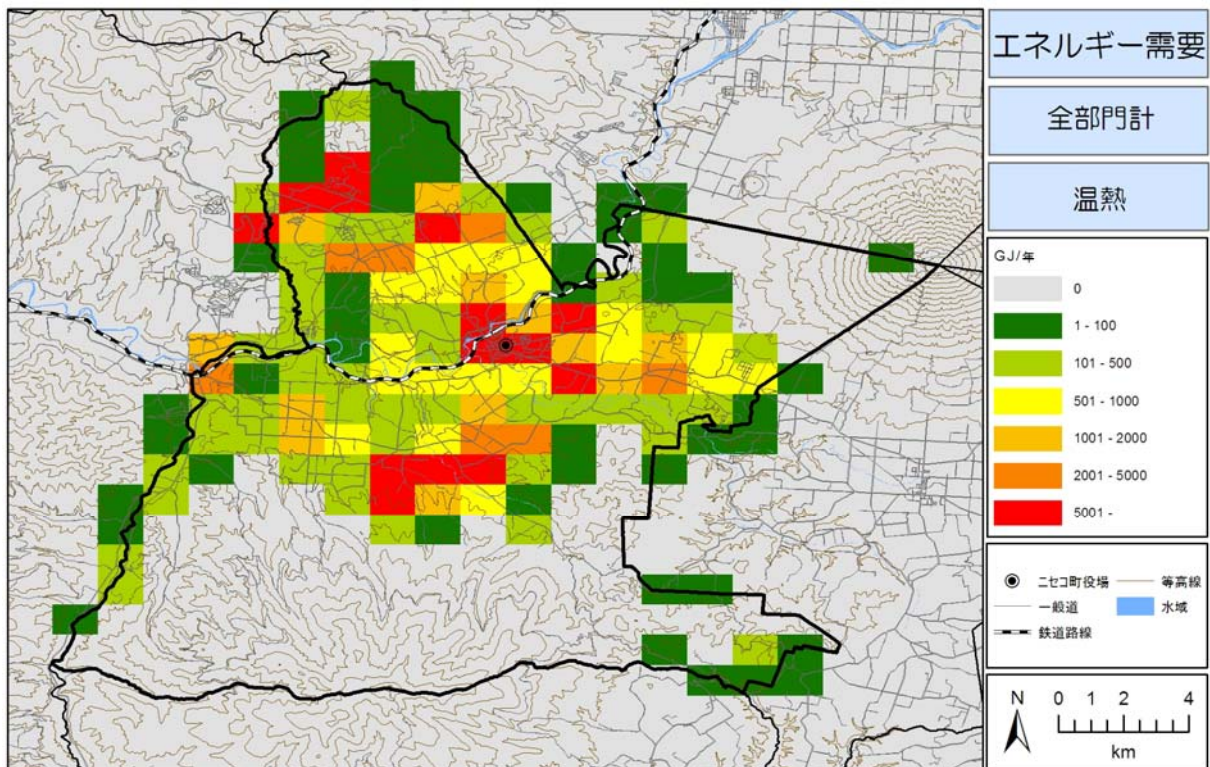 エネルギー需要
全部門計
温熱
GJ/年
0
1 - 100
101 - 500
501 - 1000
1001 - 2000
2001 - 5000
5001 -
ニセコ町役場 等高線
一般道 水域
鉄道路線
N 0 1 2 4
km